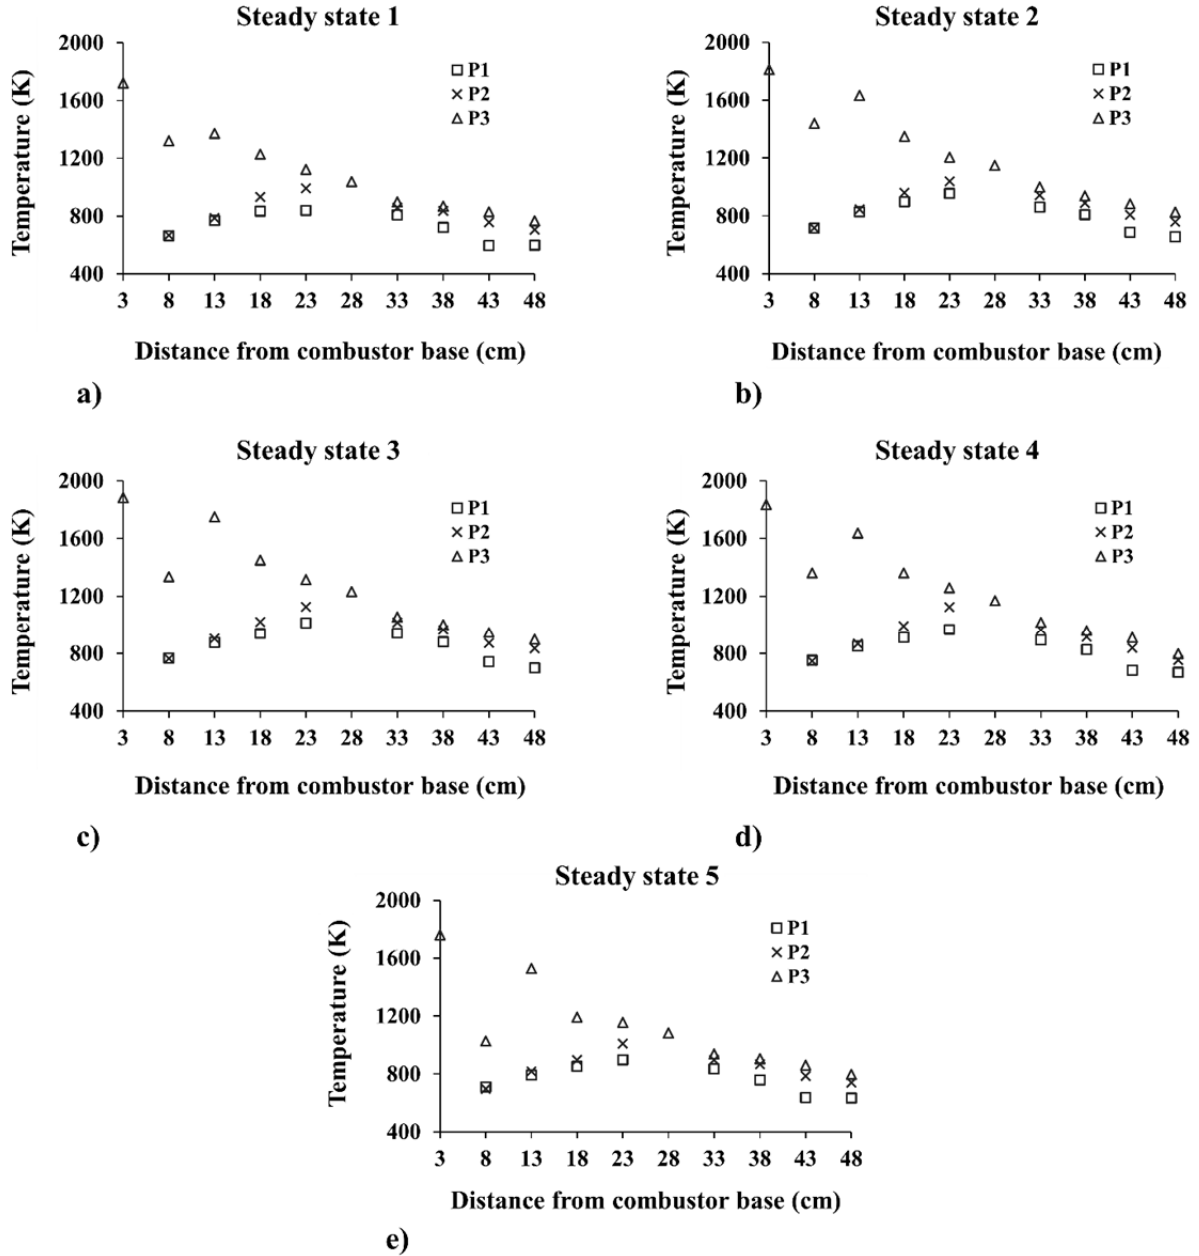 Steady state 1
Temperature (K)
2000
1600
1200
800
400
P1
P2
P3
3 8 13 18 23 28 33 38 43 48
Distance from combustor base (cm)
a)
Steady state 2
Temperature (K)
2000
1600
1200
800
400
P1
P2
P3
3 8 13 18 23 28 33 38 43 48
Distance from combustor base (cm)
b)
Steady state 3
Temperature (K)
2000
1600
1200
800
400
P1
P2
P3
3 8 13 18 23 28 33 38 43 48
Distance from combustor base (cm)
c)
Steady state 4
Temperature (K)
2000
1600
1200
800
400
P1
P2
P3
3 8 13 18 23 28 33 38 43 48
Distance from combustor base (cm)
d)
Steady state 5
Temperature (K)
2000
1600
1200
800
400
P1
P2
P3
3 8 13 18 23 28 33 38 43 48
Distance from combustor base (cm)
e)